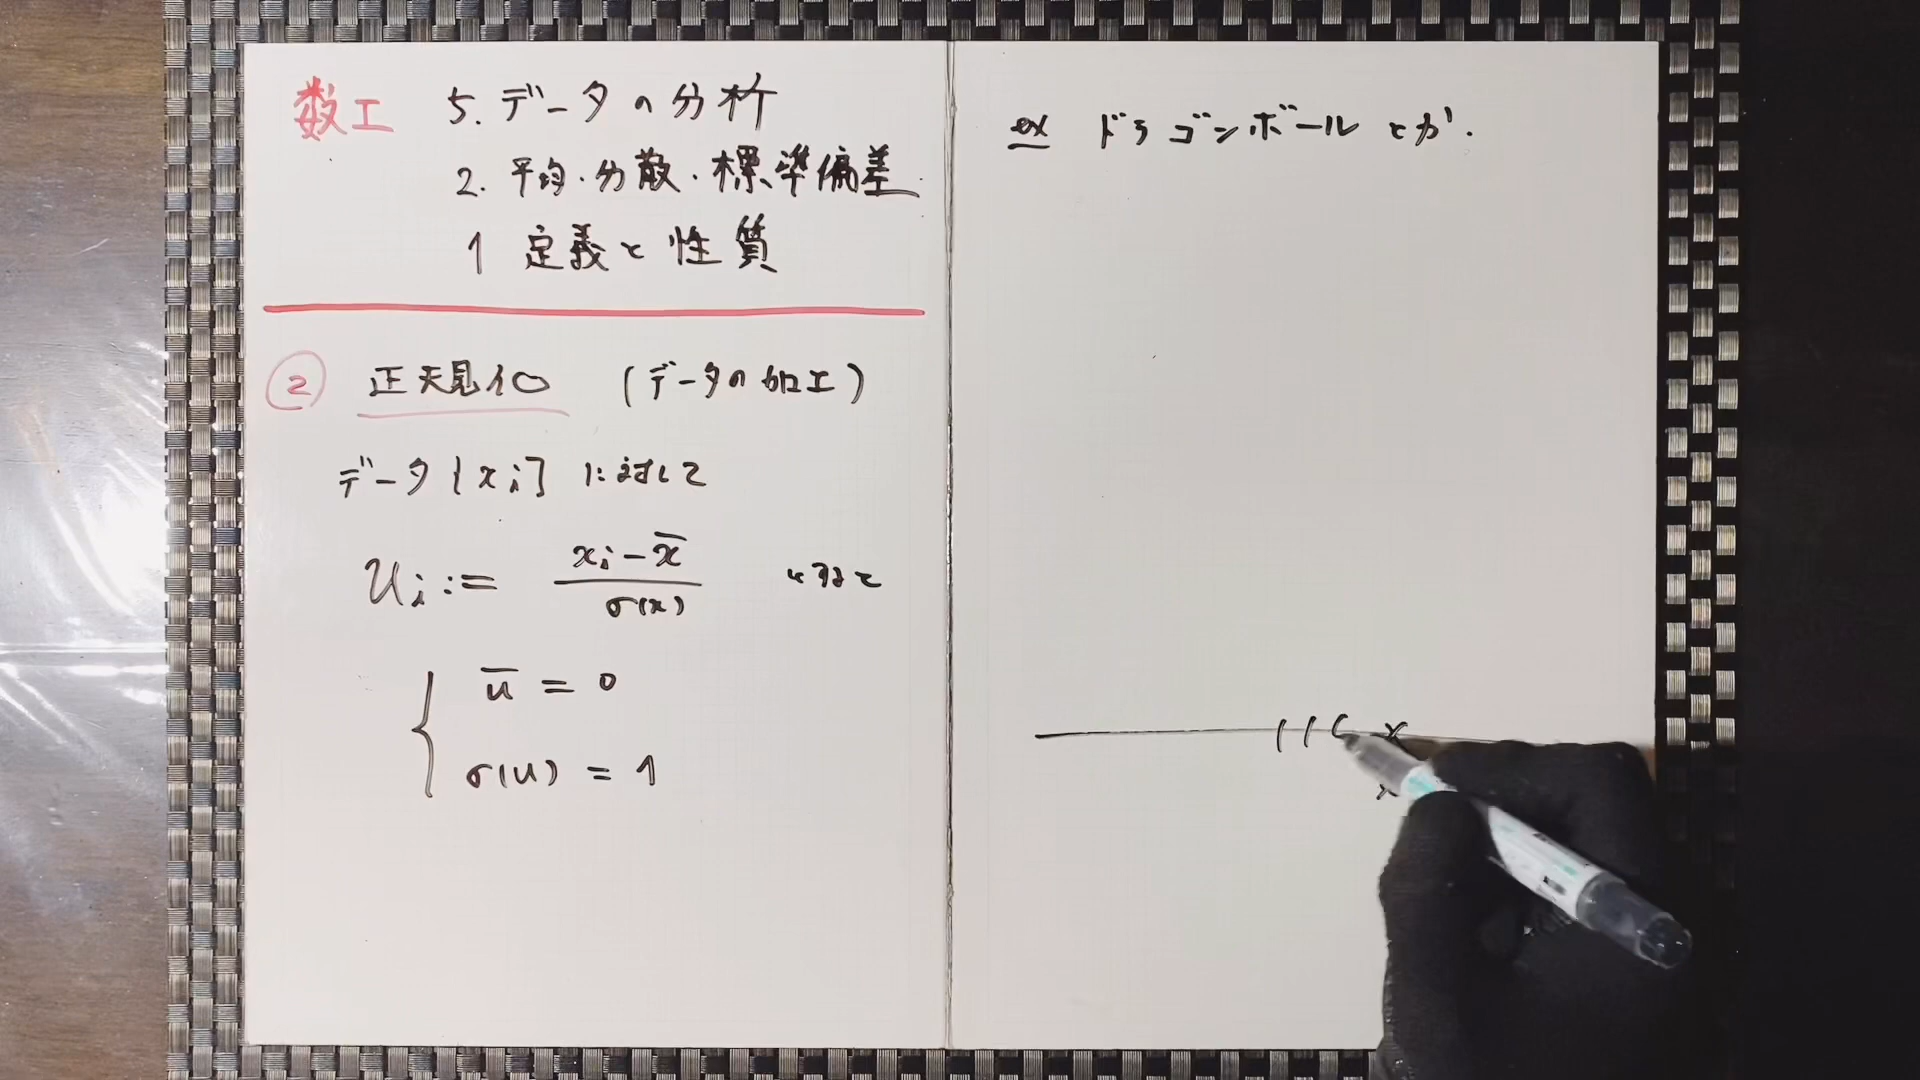 数I 5. データの分析
2. 平均・分散・標準偏差
1 定義と性質
② 正規化 (データの加工)
データ{xi}に対して
ui := (xi - x̄) / σ(x) とすると
ū = 0
σ(u) = 1
ex ドラゴンボールとか.
x
x